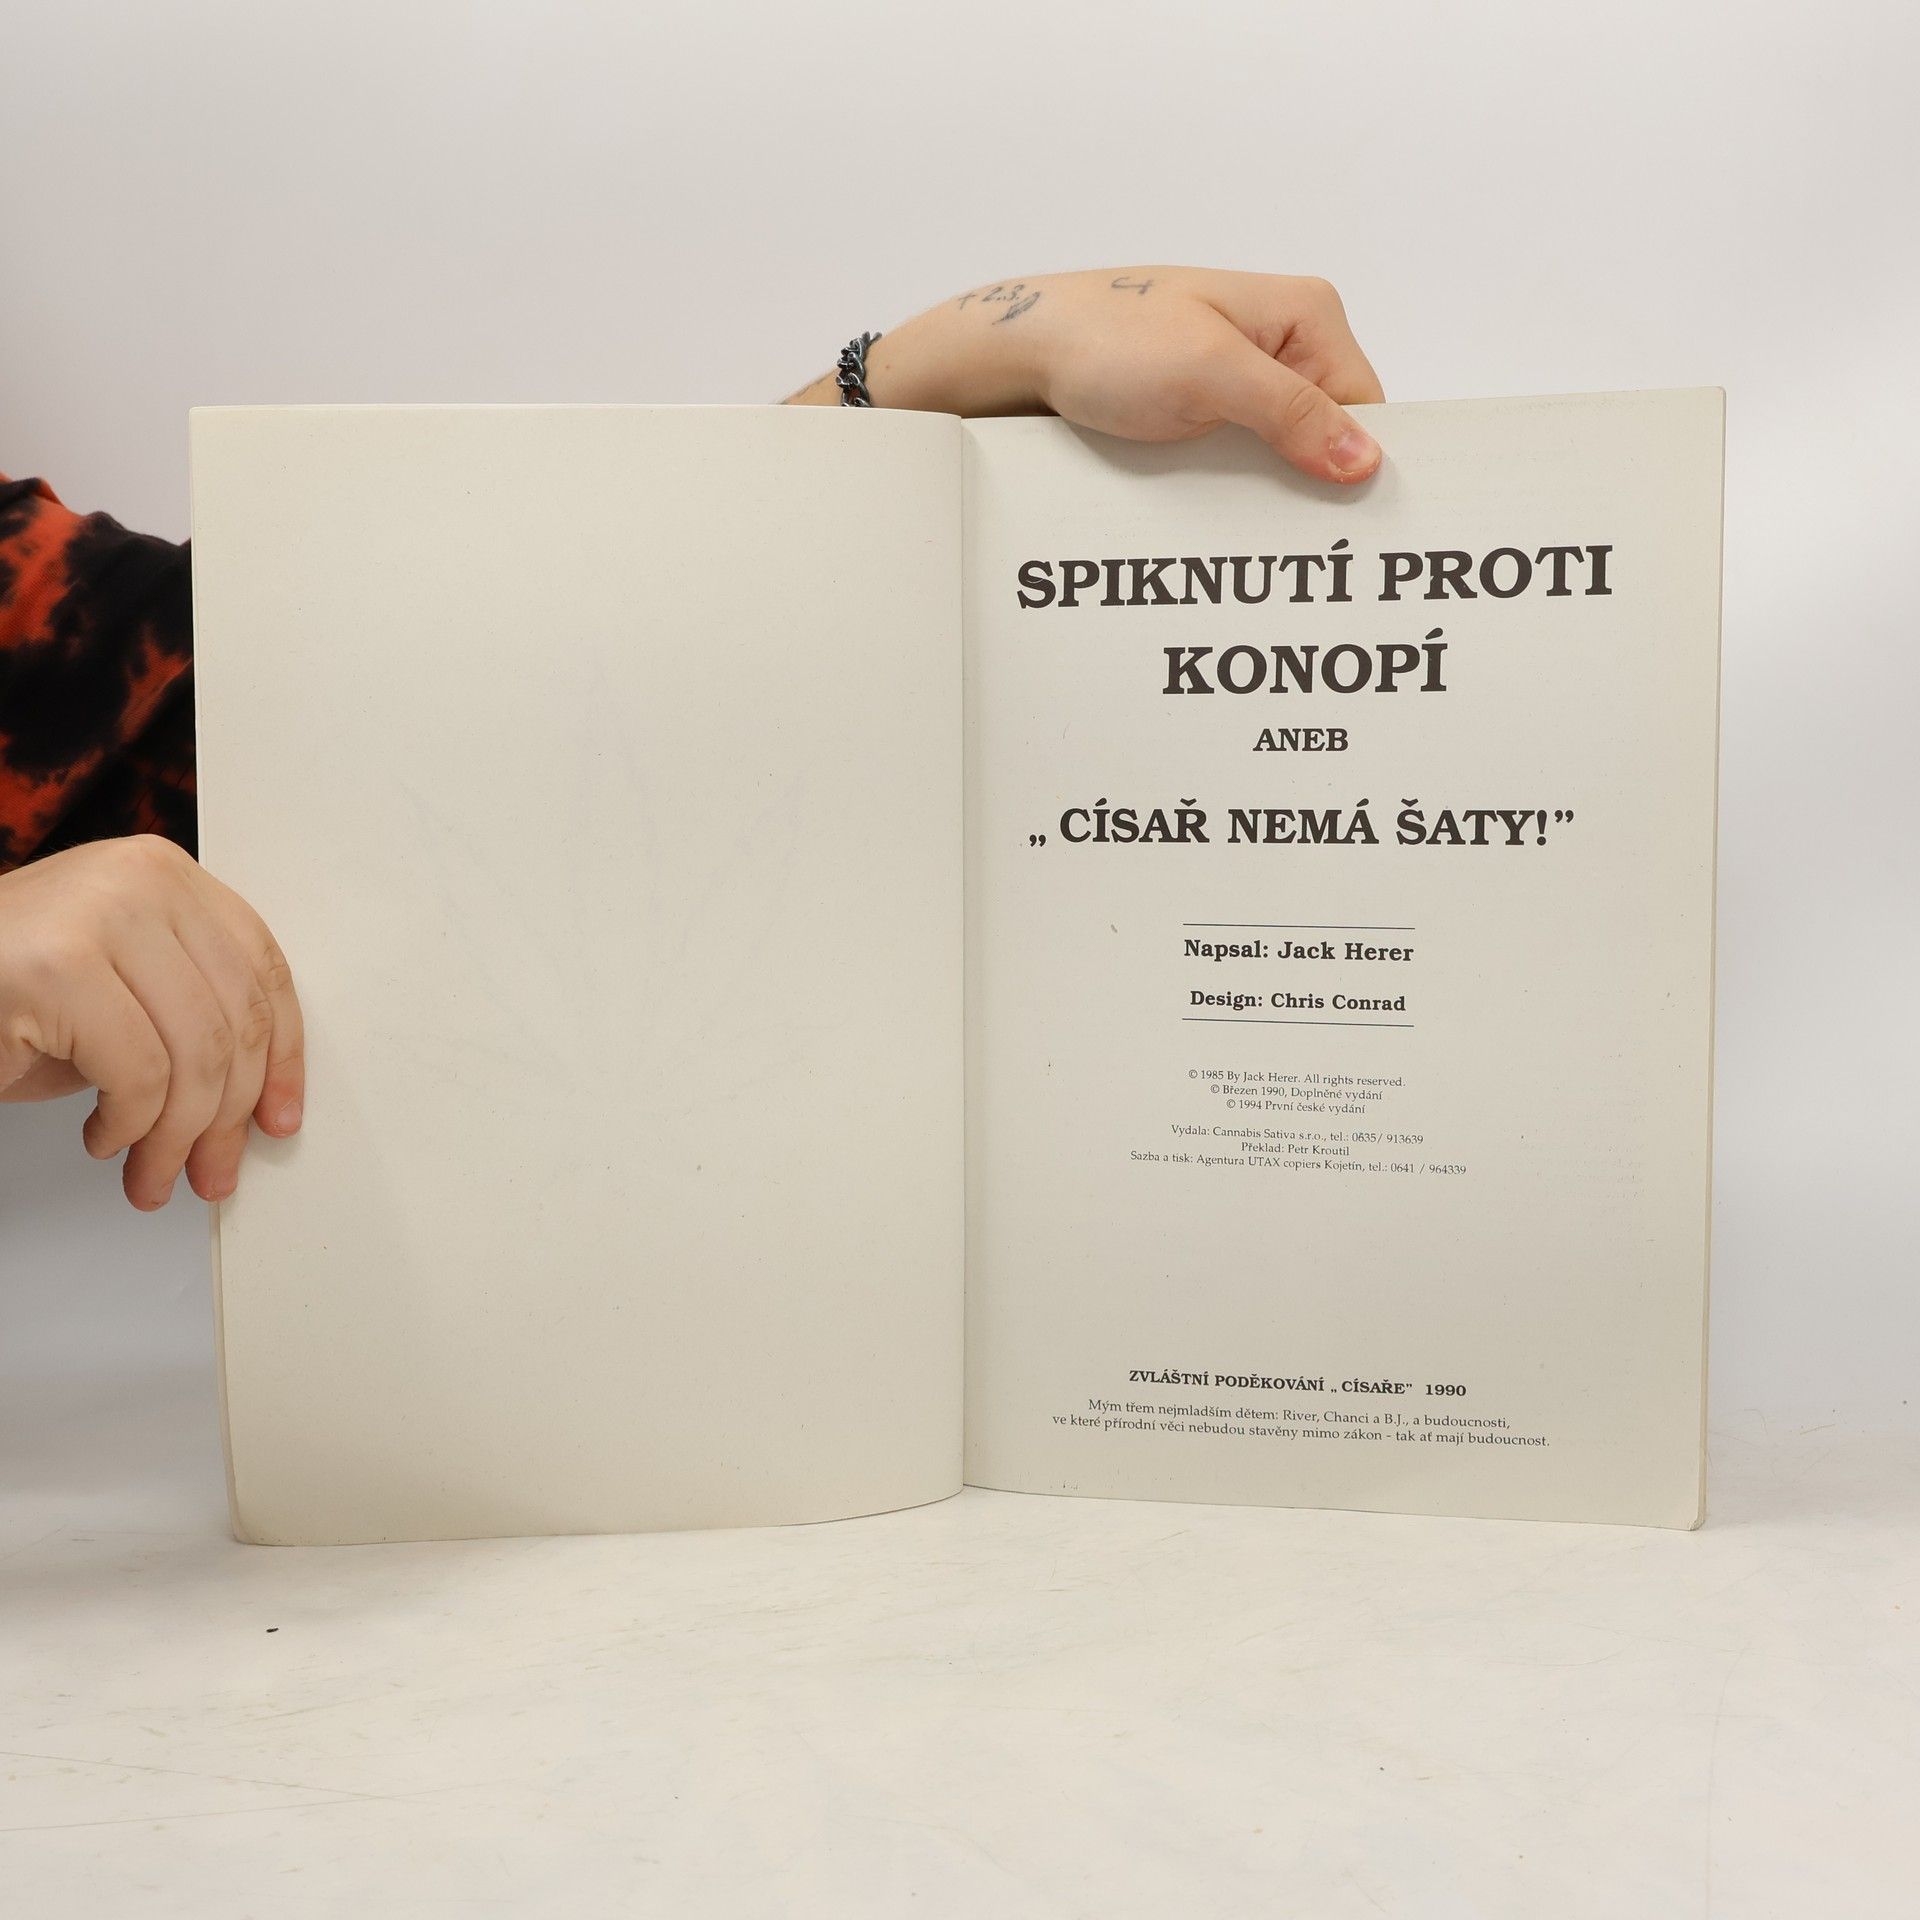 SPIKNUTÍ PROTI
KONOPÍ
ANEB
„ CÍSAŘ NEMÁ ŠATY!”
Napsal: Jack Herer
Design: Chris Conrad
© 1985 By Jack Herer. All rights reserved.
© Březen 1990, Doplněné vydání
© 1994 První české vydání
Vydala: Cannabis Sativa s.r.o., tel.: 0635/ 913639
Překlad: Petr Kroutil
Sazba a tisk: Agentura UTAX copiers Kojetín, tel.: 0641 / 964339
ZVLÁŠTNÍ PODĚKOVÁNÍ „ CÍSAŘE” 1990
Mým třem nejmladším dětem: River, Chanci a B.J., a budoucnosti,
ve které přírodní věci nebudou stavěny mimo zákon - tak ať mají budoucnost.
+ 2.3.